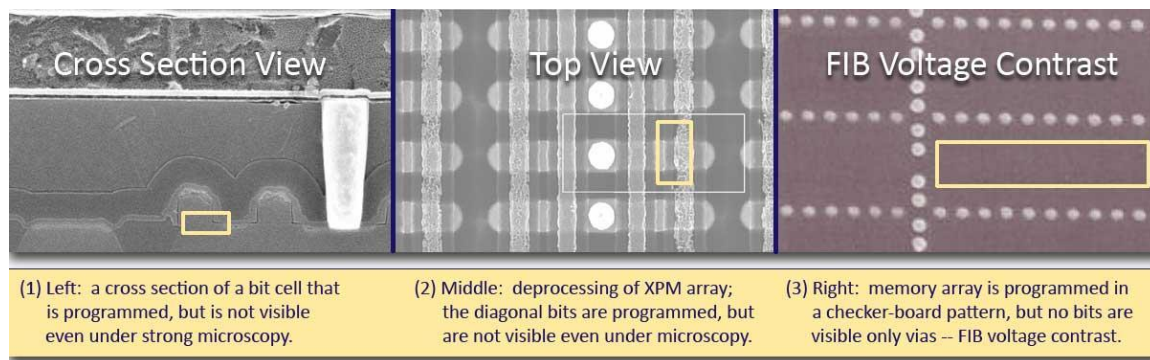 Cross Section View
Top View
FIB Voltage Contrast
(1) Left: a cross section of a bit cell that
is programmed, but is not visible
even under strong microscopy.
(2) Middle: deprocessing of XPM array;
the diagonal bits are programmed, but
are not visible even under microscopy.
(3) Right: memory array is programmed in
a checker-board pattern, but no bits are
visible only vias -- FIB voltage contrast.